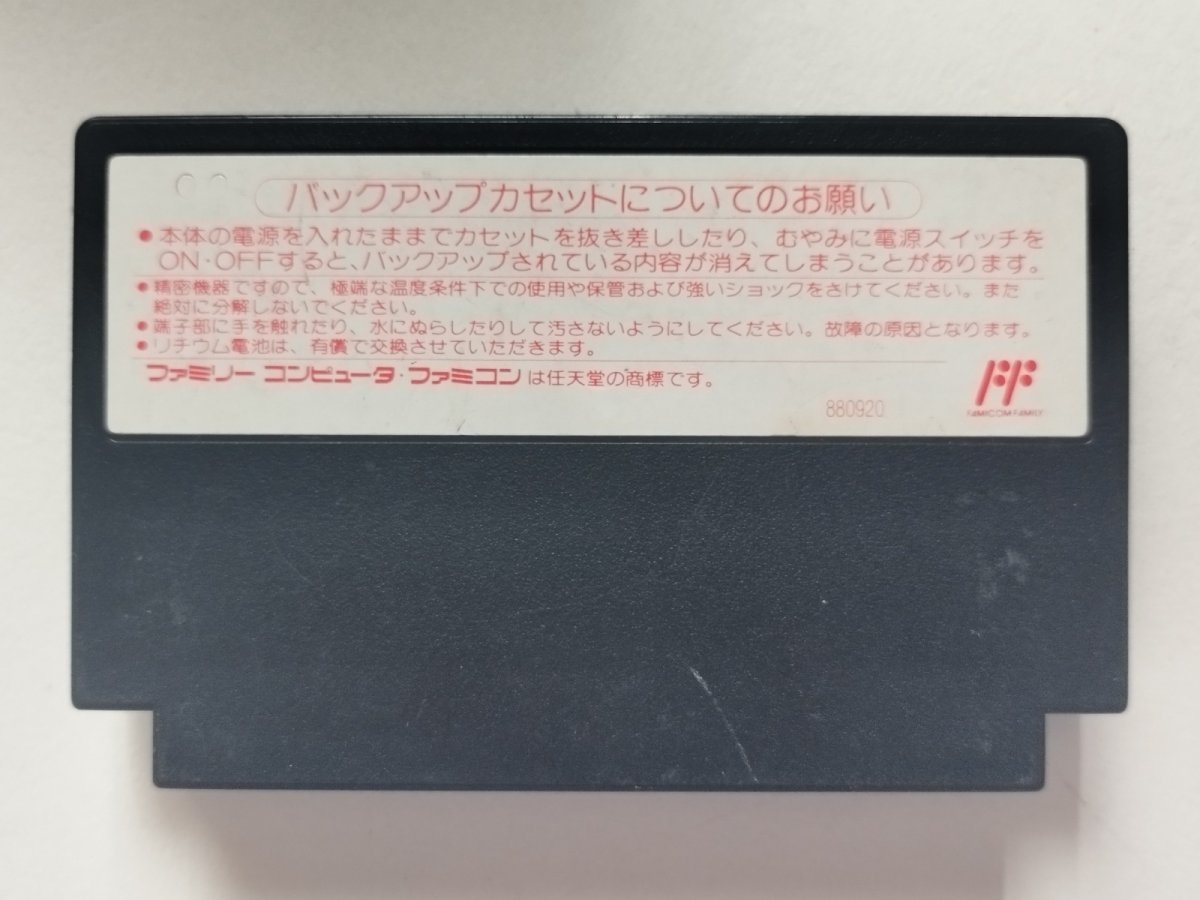 バックアップカセットについてのお願い
●本体の電源を入れたままでカセットを抜き差ししたり、むやみに電源スイッチを
ON・OFFすると、バックアップされている内容が消えてしまうことがあります。
●精密機器ですので、極端な温度条件下での使用や保管および強いショックをさけてください。また
絶対に分解しないでください。
●端子部に手を触れたり、水にぬらしたりして汚さないようにしてください。故障の原因となります。
●リチウム電池は、有償で交換させていただきます。
ファミリーコンピュータ・ファミコンは任天堂の商標です。
880920
FF
FAMICOM FAMILY